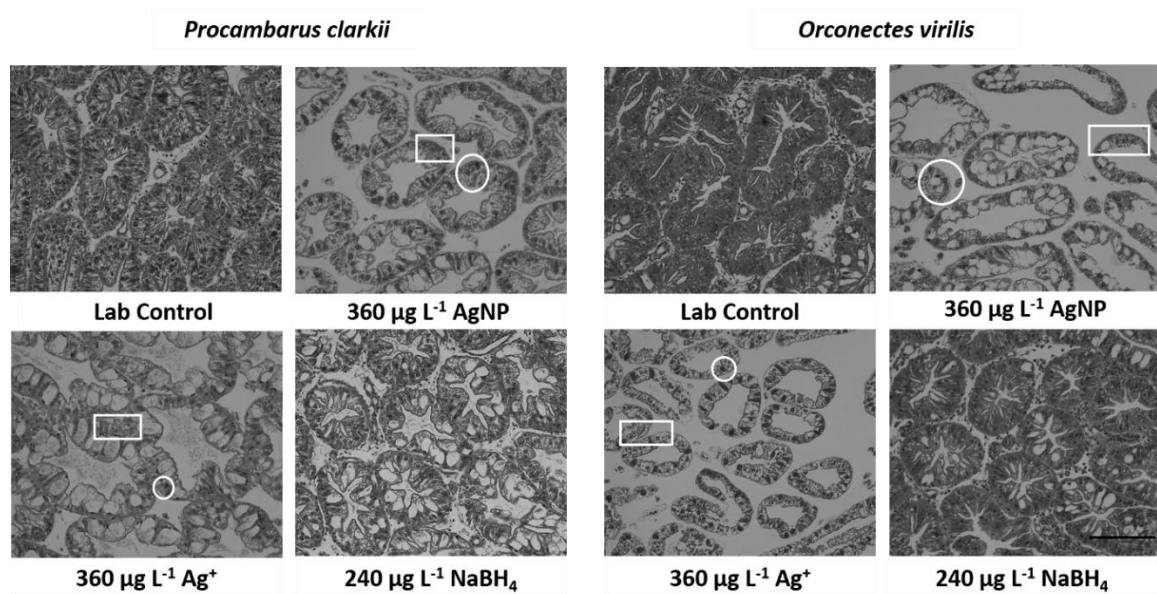 Procambarus clarkii
Orconectes virilis
Lab Control
360 µg L⁻¹ AgNP
Lab Control
360 µg L⁻¹ AgNP
360 µg L⁻¹ Ag⁺
240 µg L⁻¹ NaBH₄
360 µg L⁻¹ Ag⁺
240 µg L⁻¹ NaBH₄